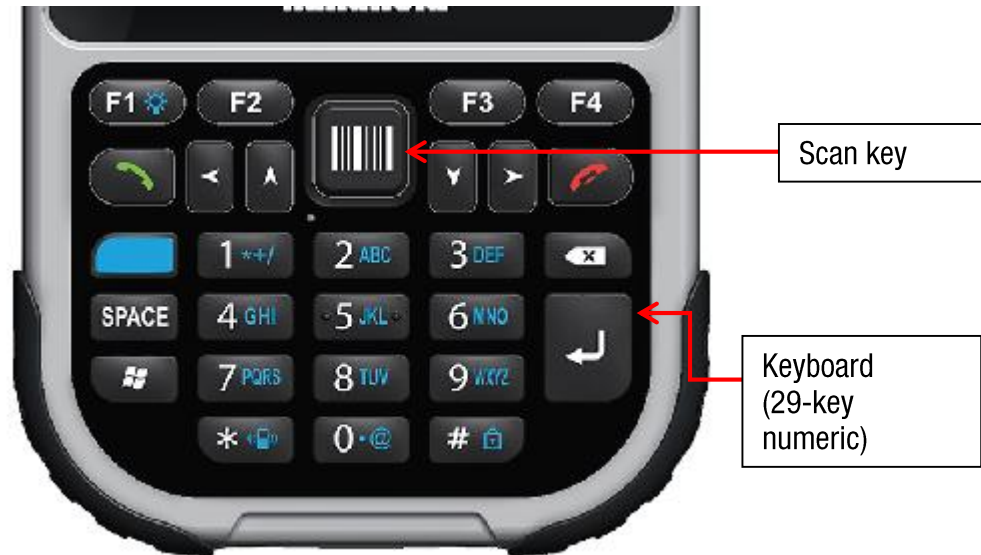 F1 F2 F3 F4
Scan key
1 *+/ 2 ABC 3 DEF
SPACE 4 GHI 5 JKL 6 MNO
7 PQRS 8 TUV 9 WXYZ
* 0 . @ #
Keyboard
(29-key
numeric)